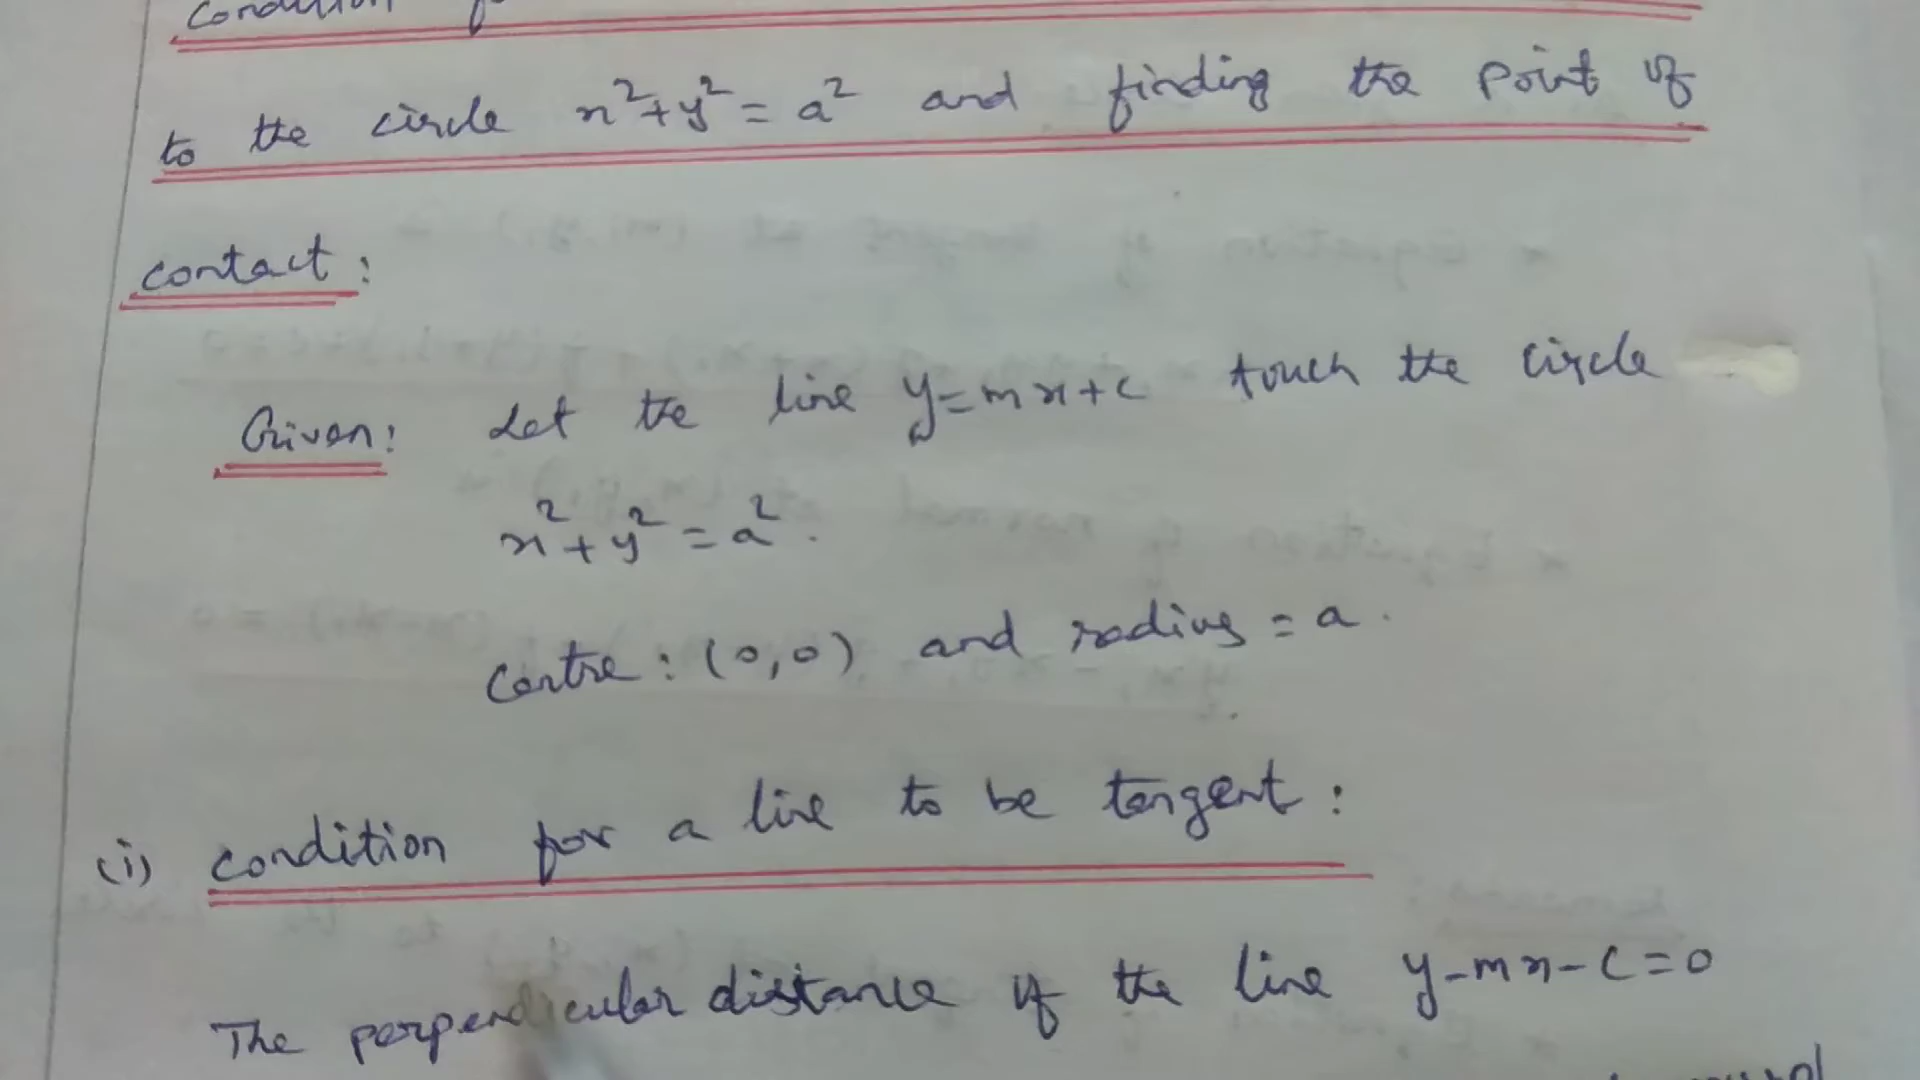 condition
to the circle x²+y² = a² and finding the point of
contact:
Given: Let the line y=mx+c touch the circle
x²+y² = a².
Centre: (0,0) and radius = a.
(i) condition for a line to be tangent:
The perpendicular distance of the line y-mx-c=0